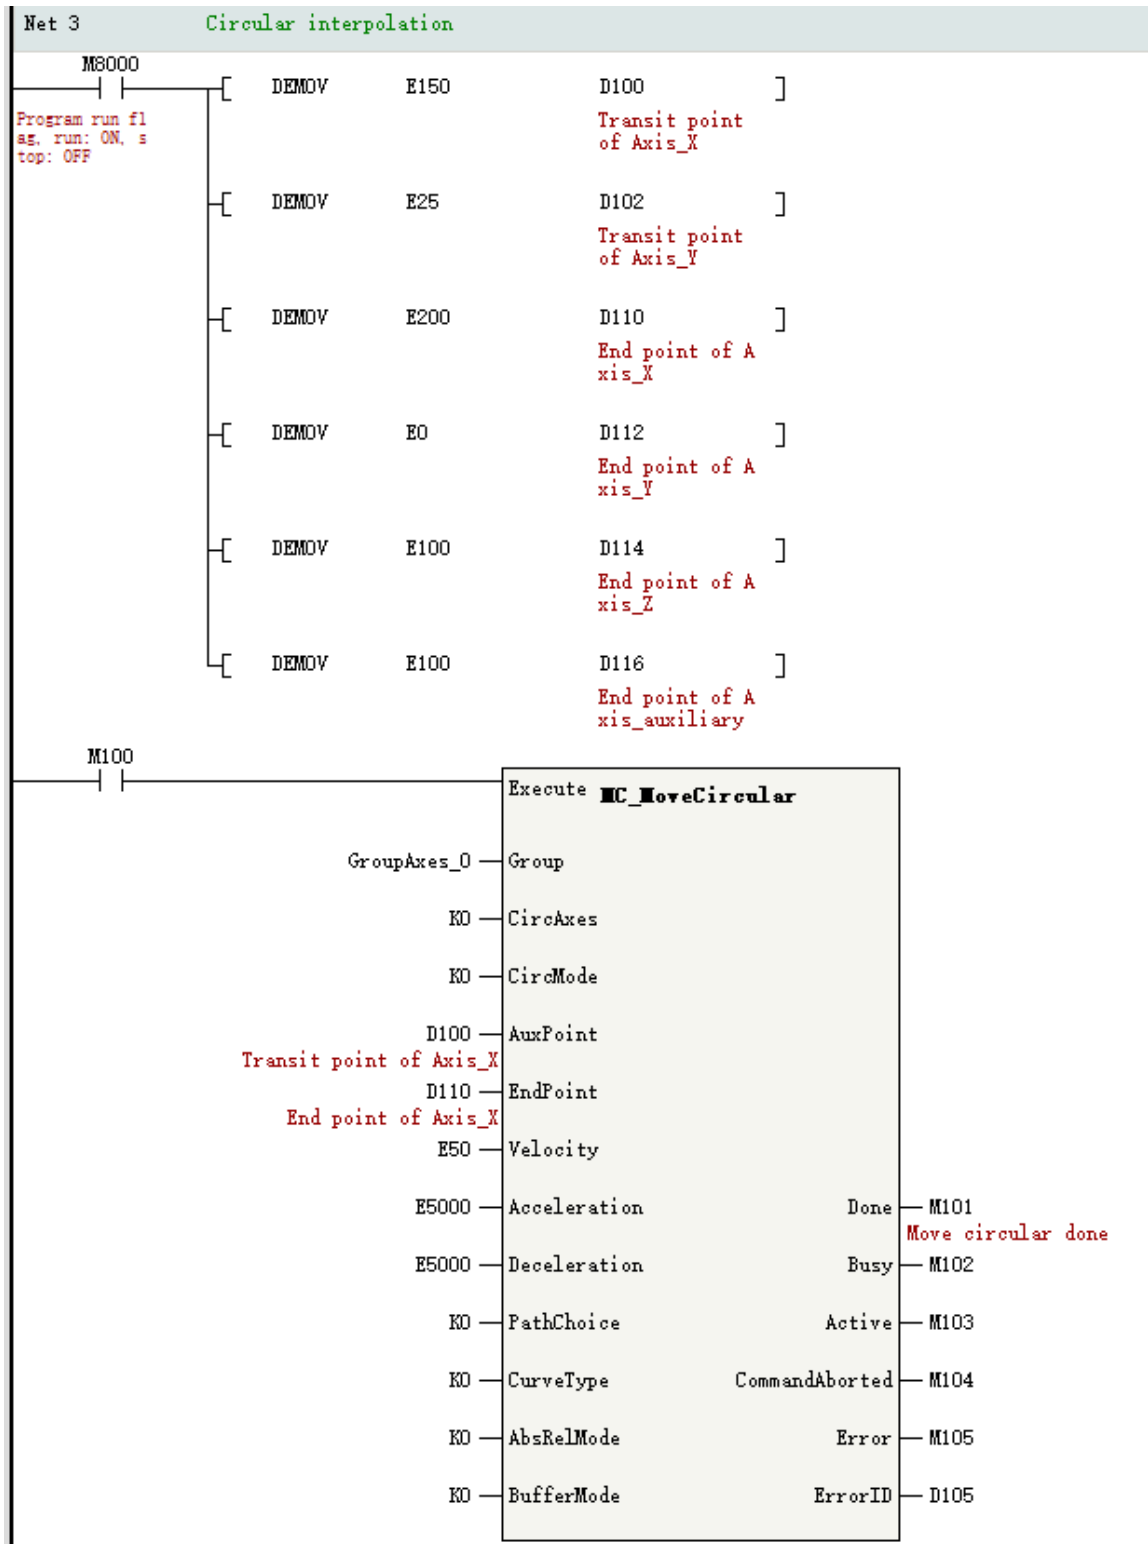 Net 3 Circular interpolation
M8000
DEMOV E150 D100
Program run fl
ag, run: ON, s
top: OFF
Transit point
of Axis_X
DEMOV E25 D102
Transit point
of Axis_Y
DEMOV E200 D110
End point of A
xis_X
DEMOV E0 D112
End point of A
xis_Y
DEMOV E100 D114
End point of A
xis_Z
DEMOV E100 D116
End point of A
xis_auxiliary
M100
Execute MC_MoveCircular
GroupAxes_0 Group
K0 CircAxes
K0 CircMode
D100 AuxPoint
Transit point of Axis_X
D110 EndPoint
End point of Axis_X
E50 Velocity
E5000 Acceleration Done M101
Move circular done
E5000 Deceleration Busy M102
K0 PathChoice Active M103
K0 CurveType CommandAborted M104
K0 AbsRelMode Error M105
K0 BufferMode ErrorID D105